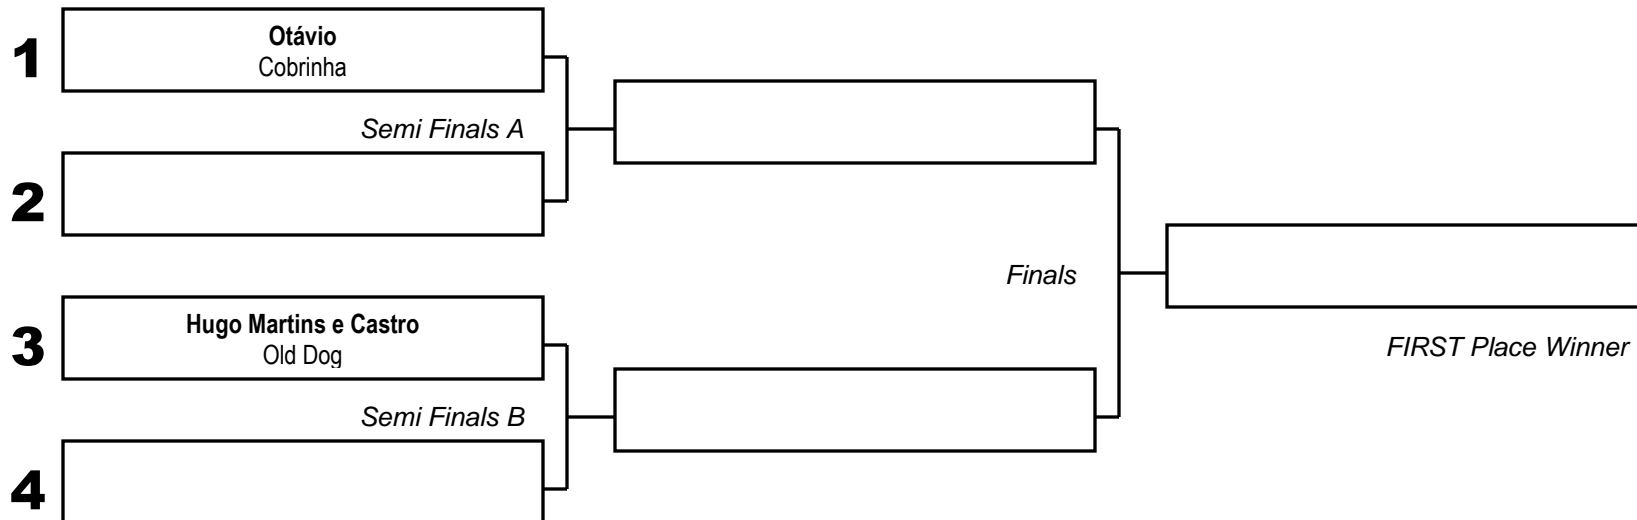 1
Otávio
Cobrinha
Semi Finals A
2
Finals
3
Hugo Martins e Castro
Old Dog
FIRST Place Winner
Semi Finals B
4